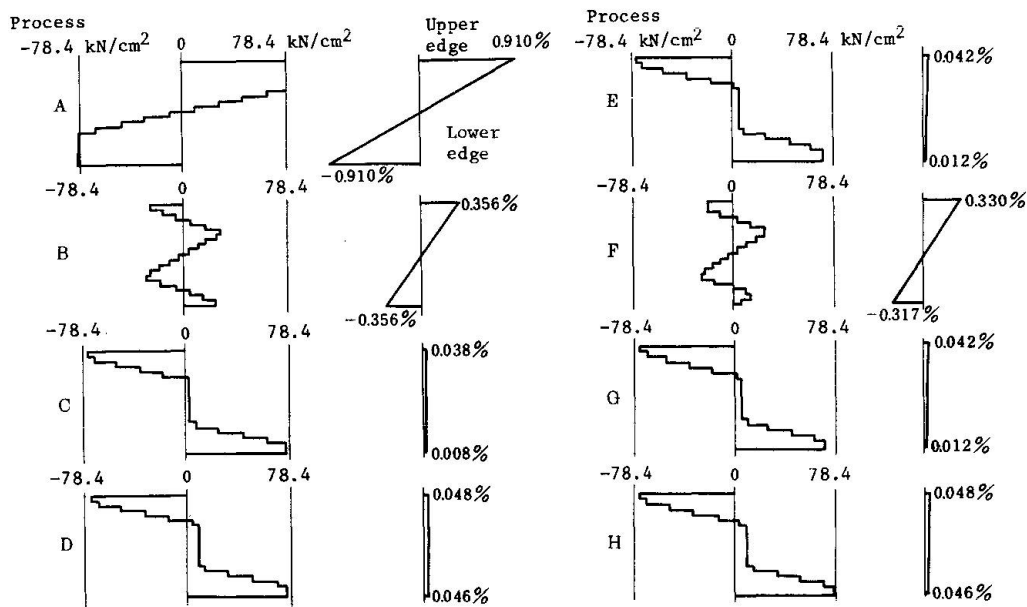 Process
-78.4 kN/cm² 0 78.4 kN/cm²
Upper edge
0.910%
A
Lower edge
-0.910%
-78.4 0 78.4
0.356%
B
-0.356%
-78.4 0 78.4
0.038%
C
0.008%
-78.4 0 78.4
0.048%
D
0.046%
Process
-78.4 kN/cm² 0 78.4 kN/cm²
0.042%
E
0.012%
-78.4 0 78.4
0.330%
F
-0.317%
-78.4 0 78.4
0.042%
G
0.012%
-78.4 0 78.4
0.048%
H
0.046%